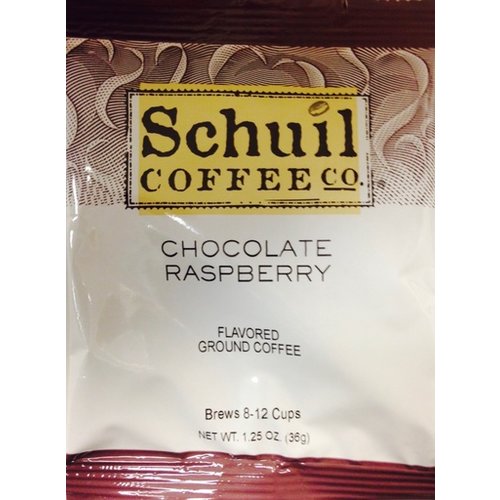 Schuil
COFFEE CO.
CHOCOLATE
RASPBERRY
FLAVORED
GROUND COFFEE
Brews 8-12 Cups
NET WT. 1.25 OZ. (36g)